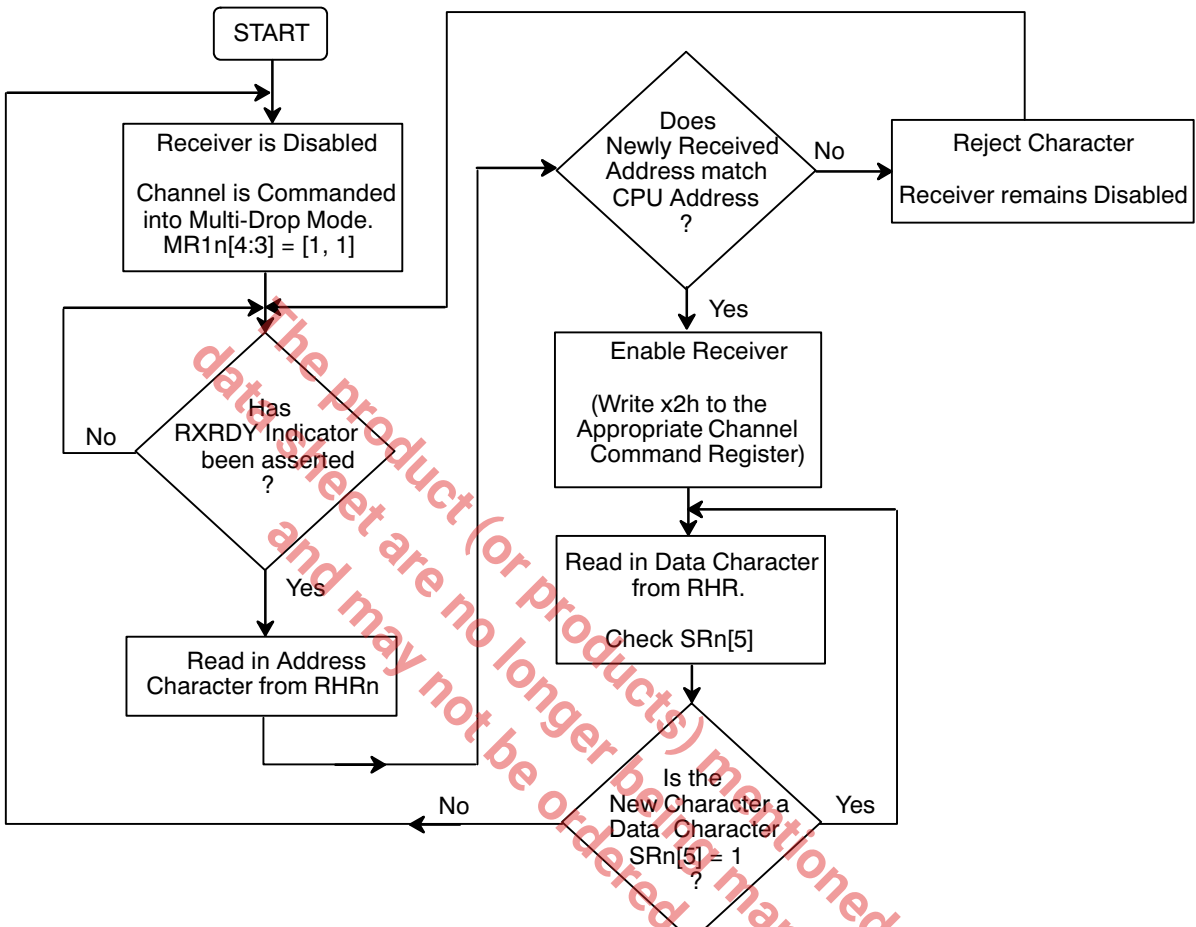 START
Receiver is Disabled
Channel is Commanded
into Multi-Drop Mode.
MR1n[4:3] = [1, 1]
Has
RXRDY Indicator
been asserted
?
No
Yes
Read in Address
Character from RHRn
Does
Newly Received
Address match
CPU Address
?
No
Reject Character
Receiver remains Disabled
Yes
Enable Receiver
(Write x2h to the
Appropriate Channel
Command Register)
Read in Data Character
from RHR.
Check SRn[5]
Is the
New Character a
Data Character
SRn[5] = 1
?
Yes
No
The product (or products) mentioned
data sheet are no longer being man
and may not be ordered